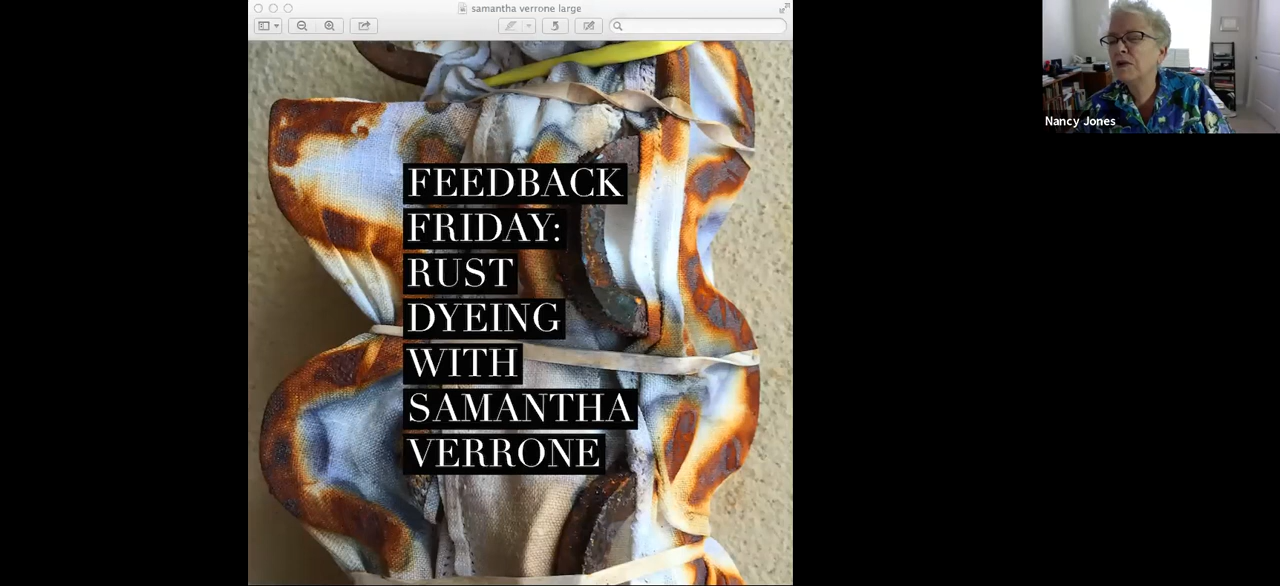 samantha verrone large
Nancy Jones
FEEDBACK
FRIDAY:
RUST
DYEING
WITH
SAMANTHA
VERRONE